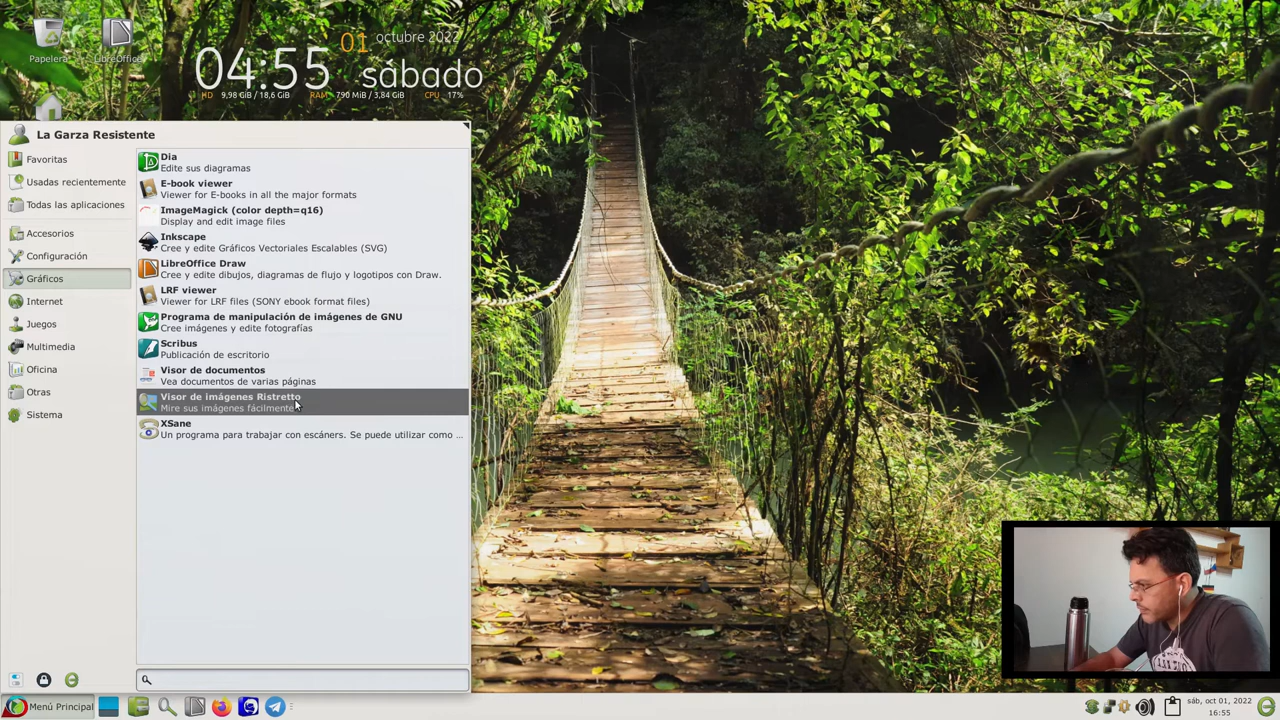 Papelera
LibreOffice
01 octubre 2022
04:55 sábado
HD 9,98 GiB / 18,6 GiB RAM 790 MiB / 3,84 GiB CPU 17%
La Garza Resistente
Favoritas
Usadas recientemente
Todas las aplicaciones
Accesorios
Configuración
Gráficos
Internet
Juegos
Multimedia
Oficina
Otras
Sistema
Dia
Edite sus diagramas
E-book viewer
Viewer for E-books in all the major formats
ImageMagick (color depth=q16)
Display and edit image files
Inkscape
Cree y edite Gráficos Vectoriales Escalables (SVG)
LibreOffice Draw
Cree y edite dibujos, diagramas de flujo y logotipos con Draw.
LRF viewer
Viewer for LRF files (SONY ebook format files)
Programa de manipulación de imágenes de GNU
Cree imágenes y edite fotografías
Scribus
Publicación de escritorio
Visor de documentos
Vea documentos de varias páginas
Visor de imágenes Ristretto
Mire sus imágenes fácilmente
XSane
Un programa para trabajar con escáners. Se puede utilizar como ...
Menú Principal
sáb, oct 01, 2022
16:55